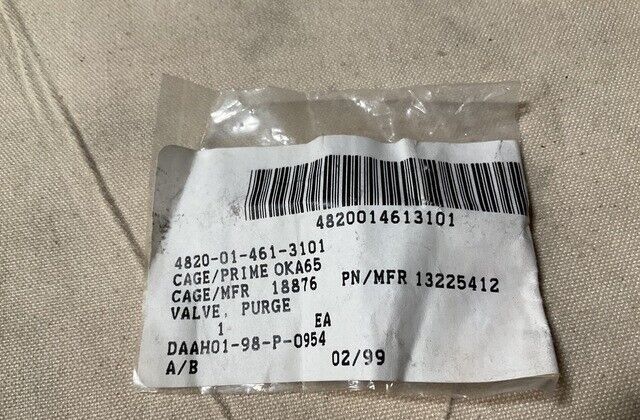 4820014613101
4820-01-461-3101
CAGE/PRIME OKA65
CAGE/MFR 18876 PN/MFR 13225412
VALVE, PURGE
1 EA
DAAH01-98-P-0954
A/B 02/99